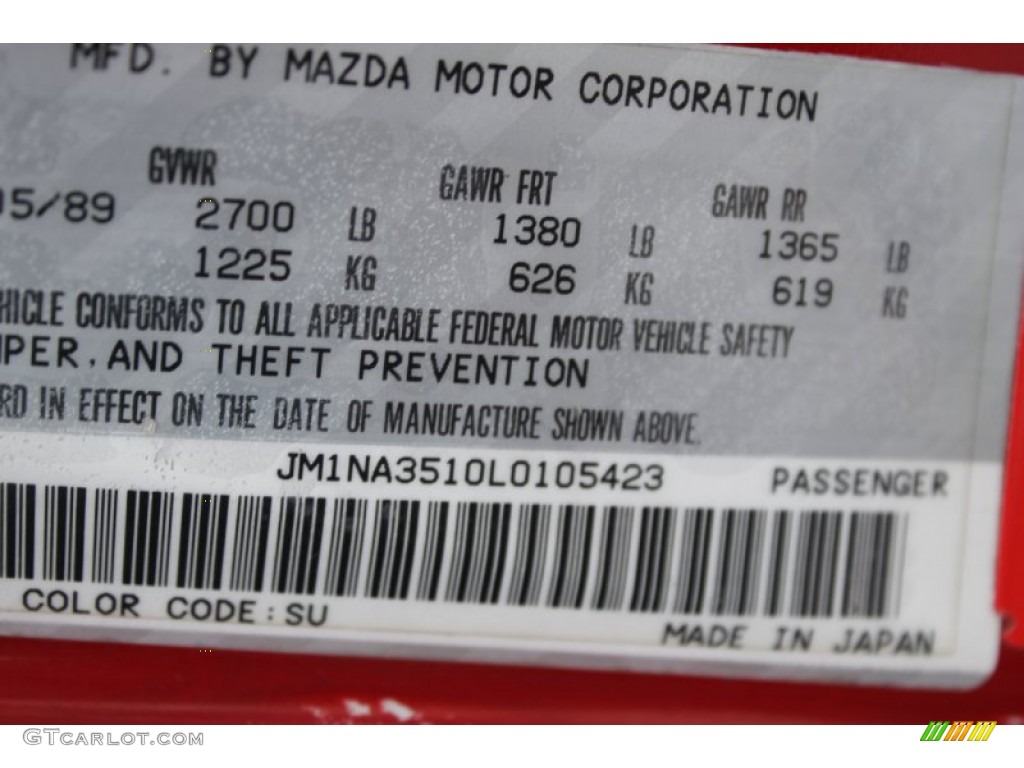 MFD. BY MAZDA MOTOR CORPORATION
GVWR GAWR FRT GAWR RR
05/89 2700 LB 1380 LB 1365 LB
1225 KG 626 KG 619 KG
HICLE CONFORMS TO ALL APPLICABLE FEDERAL MOTOR VEHICLE SAFETY
MPER, AND THEFT PREVENTION
RD IN EFFECT ON THE DATE OF MANUFACTURE SHOWN ABOVE.
JM1NA3510L0105423 PASSENGER
COLOR CODE: SU
MADE IN JAPAN
GTcarlot.com